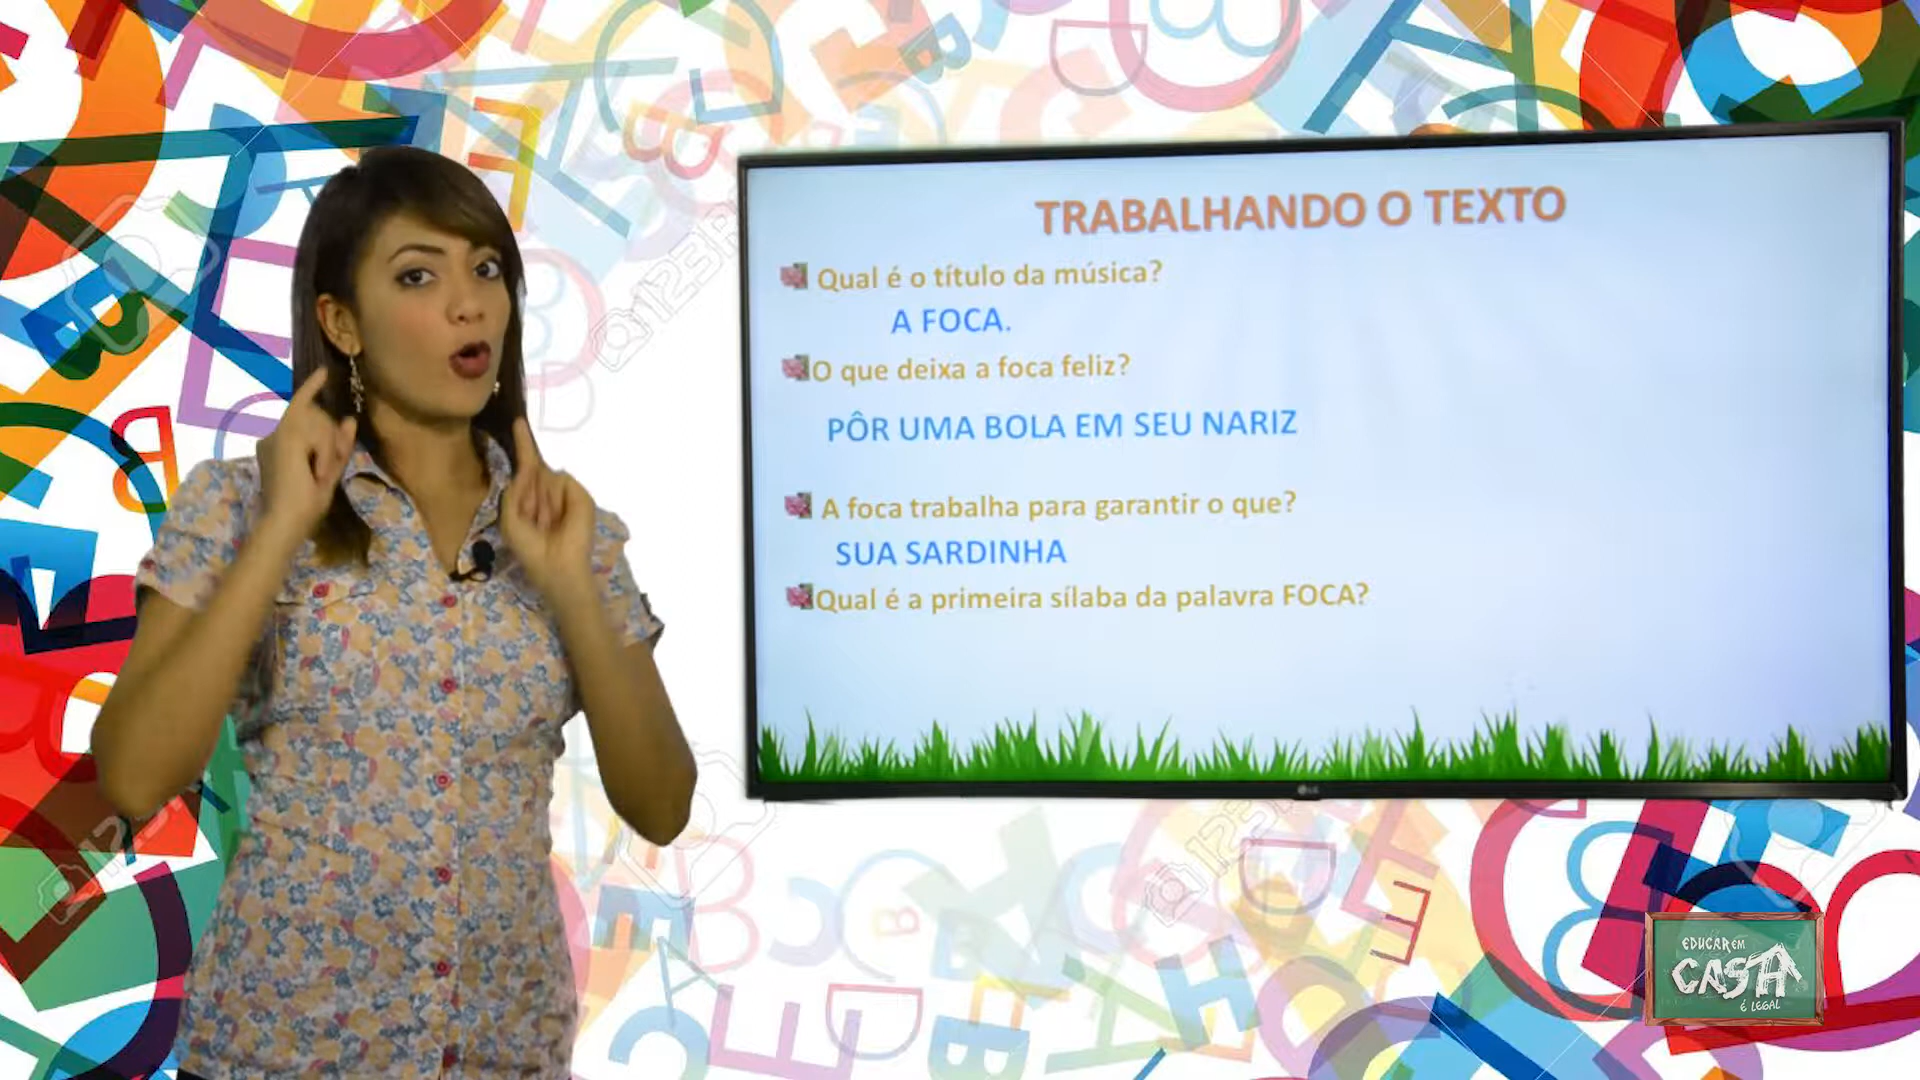 TRABALHANDO O TEXTO
Qual é o título da música?
A FOCA.
O que deixa a foca feliz?
PÔR UMA BOLA EM SEU NARIZ
A foca trabalha para garantir o que?
SUA SARDINHA
Qual é a primeira sílaba da palavra FOCA?
LG
EDUCAR EM
CASA
É LEGAL